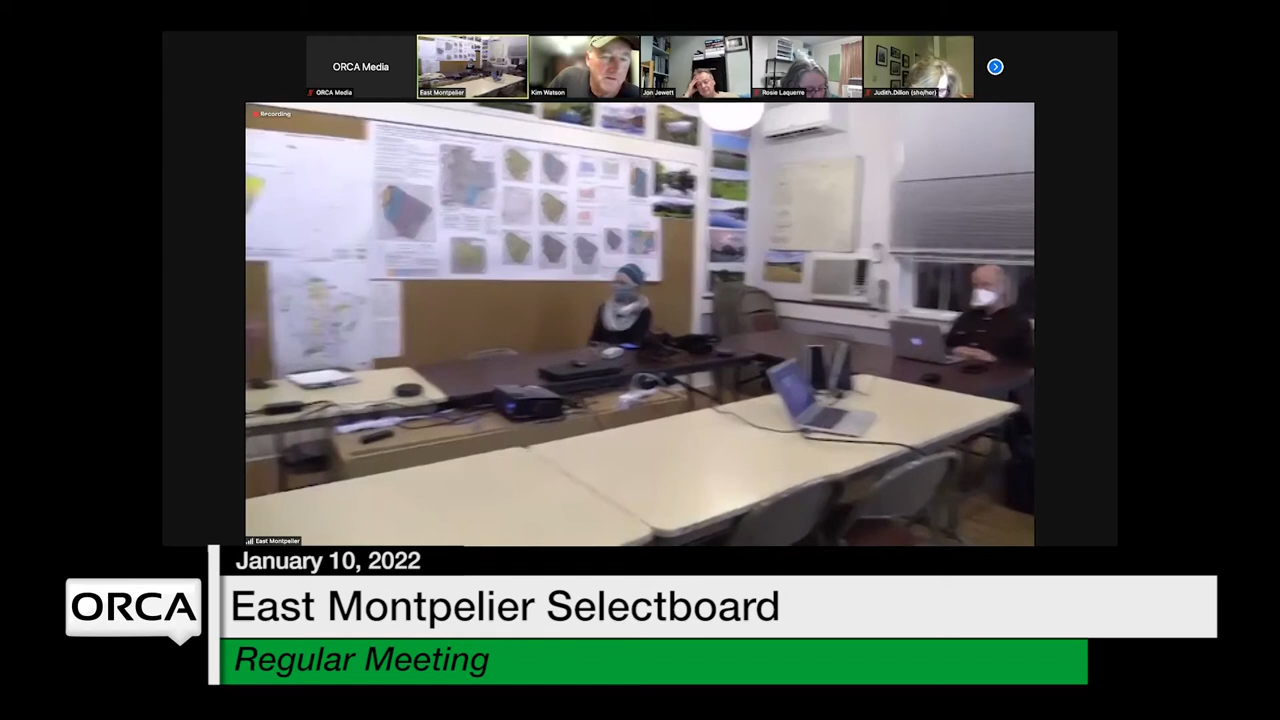 ORCA Media
ORCA Media
East Montpelier
Kim Watson
Jon Jewett
Rosie Laquerre
Judith.Dillon (she/her)
Recording
East Montpelier
January 10, 2022
ORCA
East Montpelier Selectboard
Regular Meeting